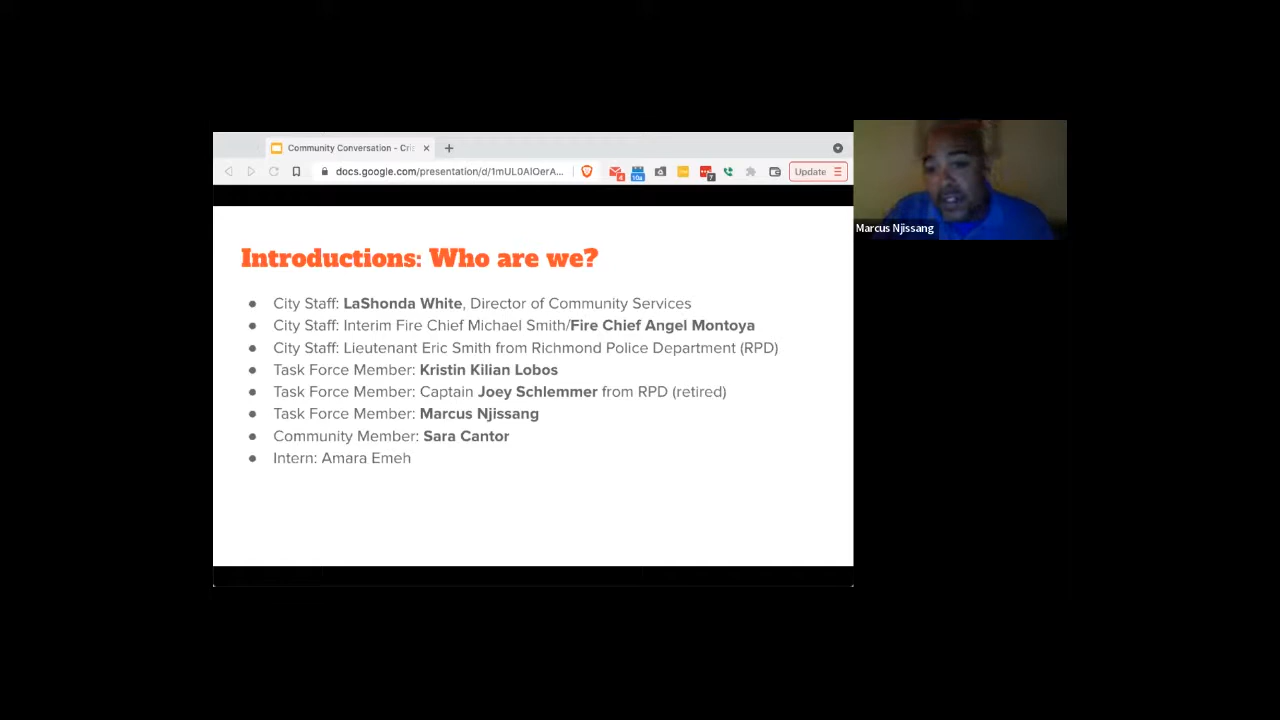 Community Conversation - Cri
docs.google.com/presentation/d/1mUL0AlOerA...
4
10a
7
Update
Marcus Njissang
Introductions: Who are we?
● City Staff: LaShonda White, Director of Community Services
● City Staff: Interim Fire Chief Michael Smith/Fire Chief Angel Montoya
● City Staff: Lieutenant Eric Smith from Richmond Police Department (RPD)
● Task Force Member: Kristin Kilian Lobos
● Task Force Member: Captain Joey Schlemmer from RPD (retired)
● Task Force Member: Marcus Njissang
● Community Member: Sara Cantor
● Intern: Amara Emeh